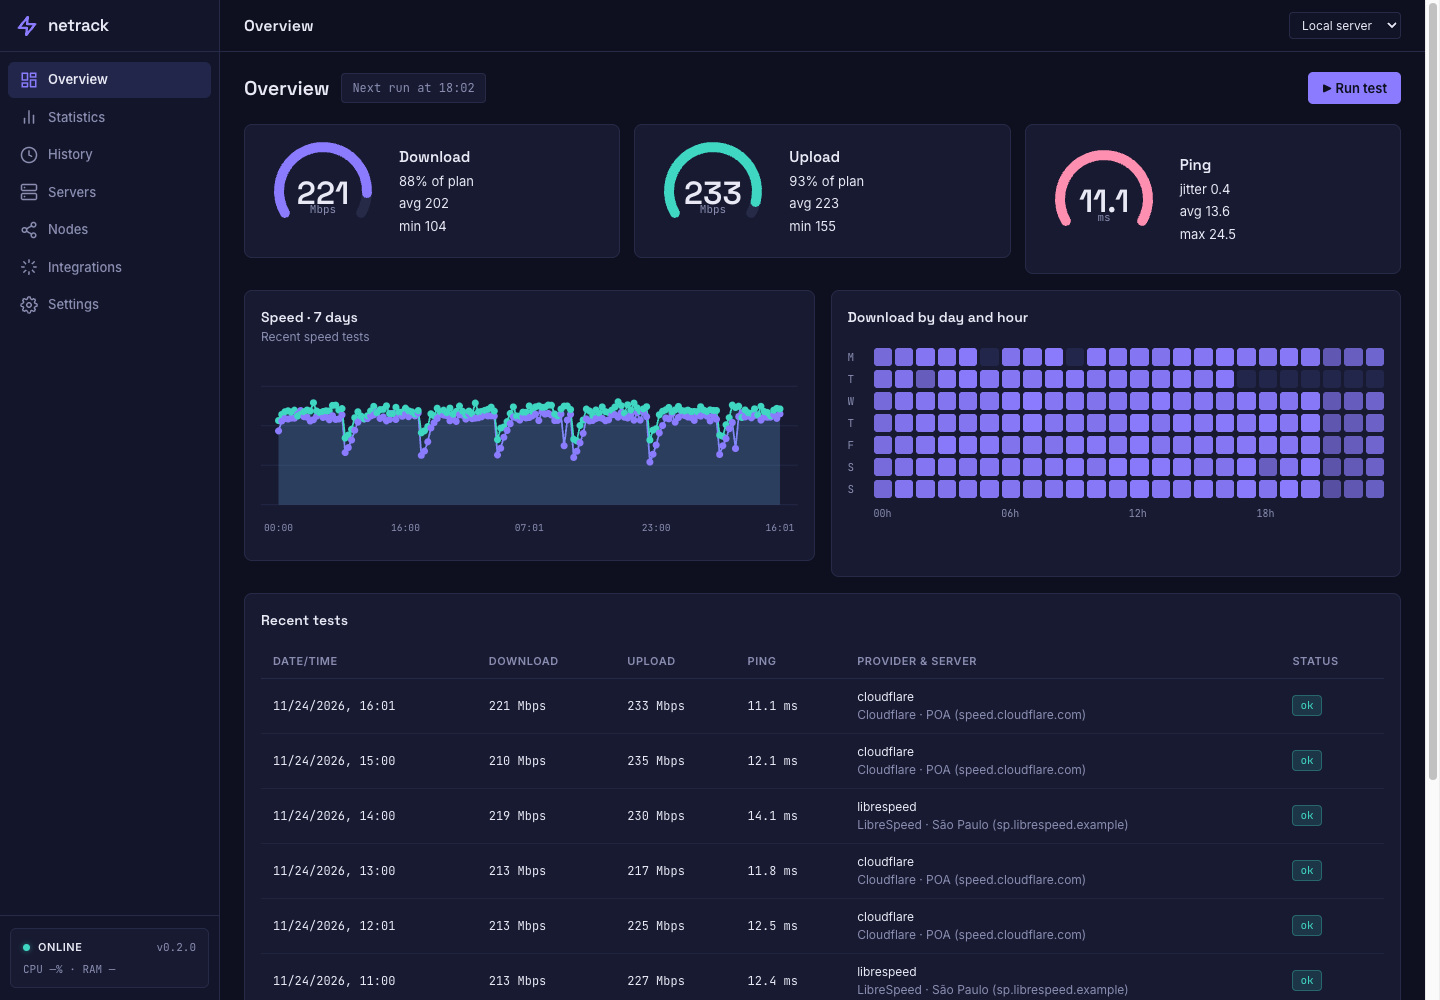 netrack
Overview
Local server
Overview
Statistics
History
Servers
Nodes
Integrations
Settings
ONLINE v0.2.0
CPU —% · RAM —
Overview
Next run at 18:02
Run test
221
Mbps
Download
88% of plan
avg 202
min 104
233
Mbps
Upload
93% of plan
avg 223
min 155
11.1
ms
Ping
jitter 0.4
avg 13.6
max 24.5
Speed · 7 days
Recent speed tests
00:00 16:00 07:01 23:00 16:01
Download by day and hour
M
T
W
T
F
S
S
00h 06h 12h 18h
Recent tests
DATE/TIME DOWNLOAD UPLOAD PING PROVIDER & SERVER STATUS
11/24/2026, 16:01 221 Mbps 233 Mbps 11.1 ms cloudflare ok
Cloudflare · POA (speed.cloudflare.com)
11/24/2026, 15:00 210 Mbps 235 Mbps 12.1 ms cloudflare ok
Cloudflare · POA (speed.cloudflare.com)
11/24/2026, 14:00 219 Mbps 230 Mbps 14.1 ms librespeed ok
LibreSpeed · São Paulo (sp.librespeed.example)
11/24/2026, 13:00 213 Mbps 217 Mbps 11.8 ms cloudflare ok
Cloudflare · POA (speed.cloudflare.com)
11/24/2026, 12:01 213 Mbps 225 Mbps 12.5 ms cloudflare ok
Cloudflare · POA (speed.cloudflare.com)
11/24/2026, 11:00 213 Mbps 227 Mbps 12.4 ms librespeed ok
LibreSpeed · São Paulo (sp.librespeed.example)